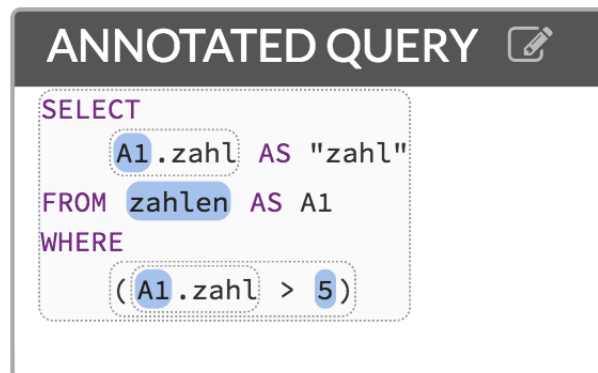 ANNOTATED QUERY
SELECT
A1.zahl AS "zahl"
FROM zahlen AS A1
WHERE
(A1.zahl > 5)